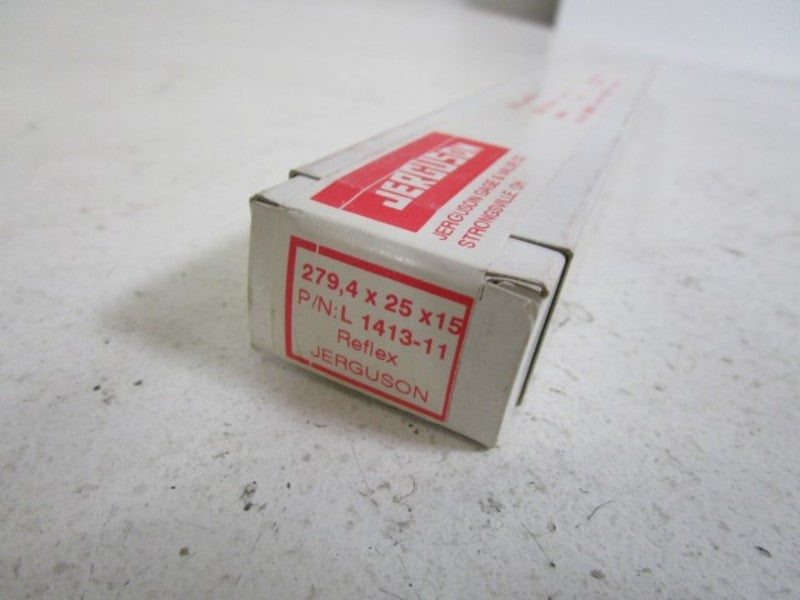 JERGUSON
JERGUSON GAGE & VALVE CO.
STRONGSVILLE, OH
279,4 x 25 x15
P/N:L 1413-11
Reflex
JERGUSON